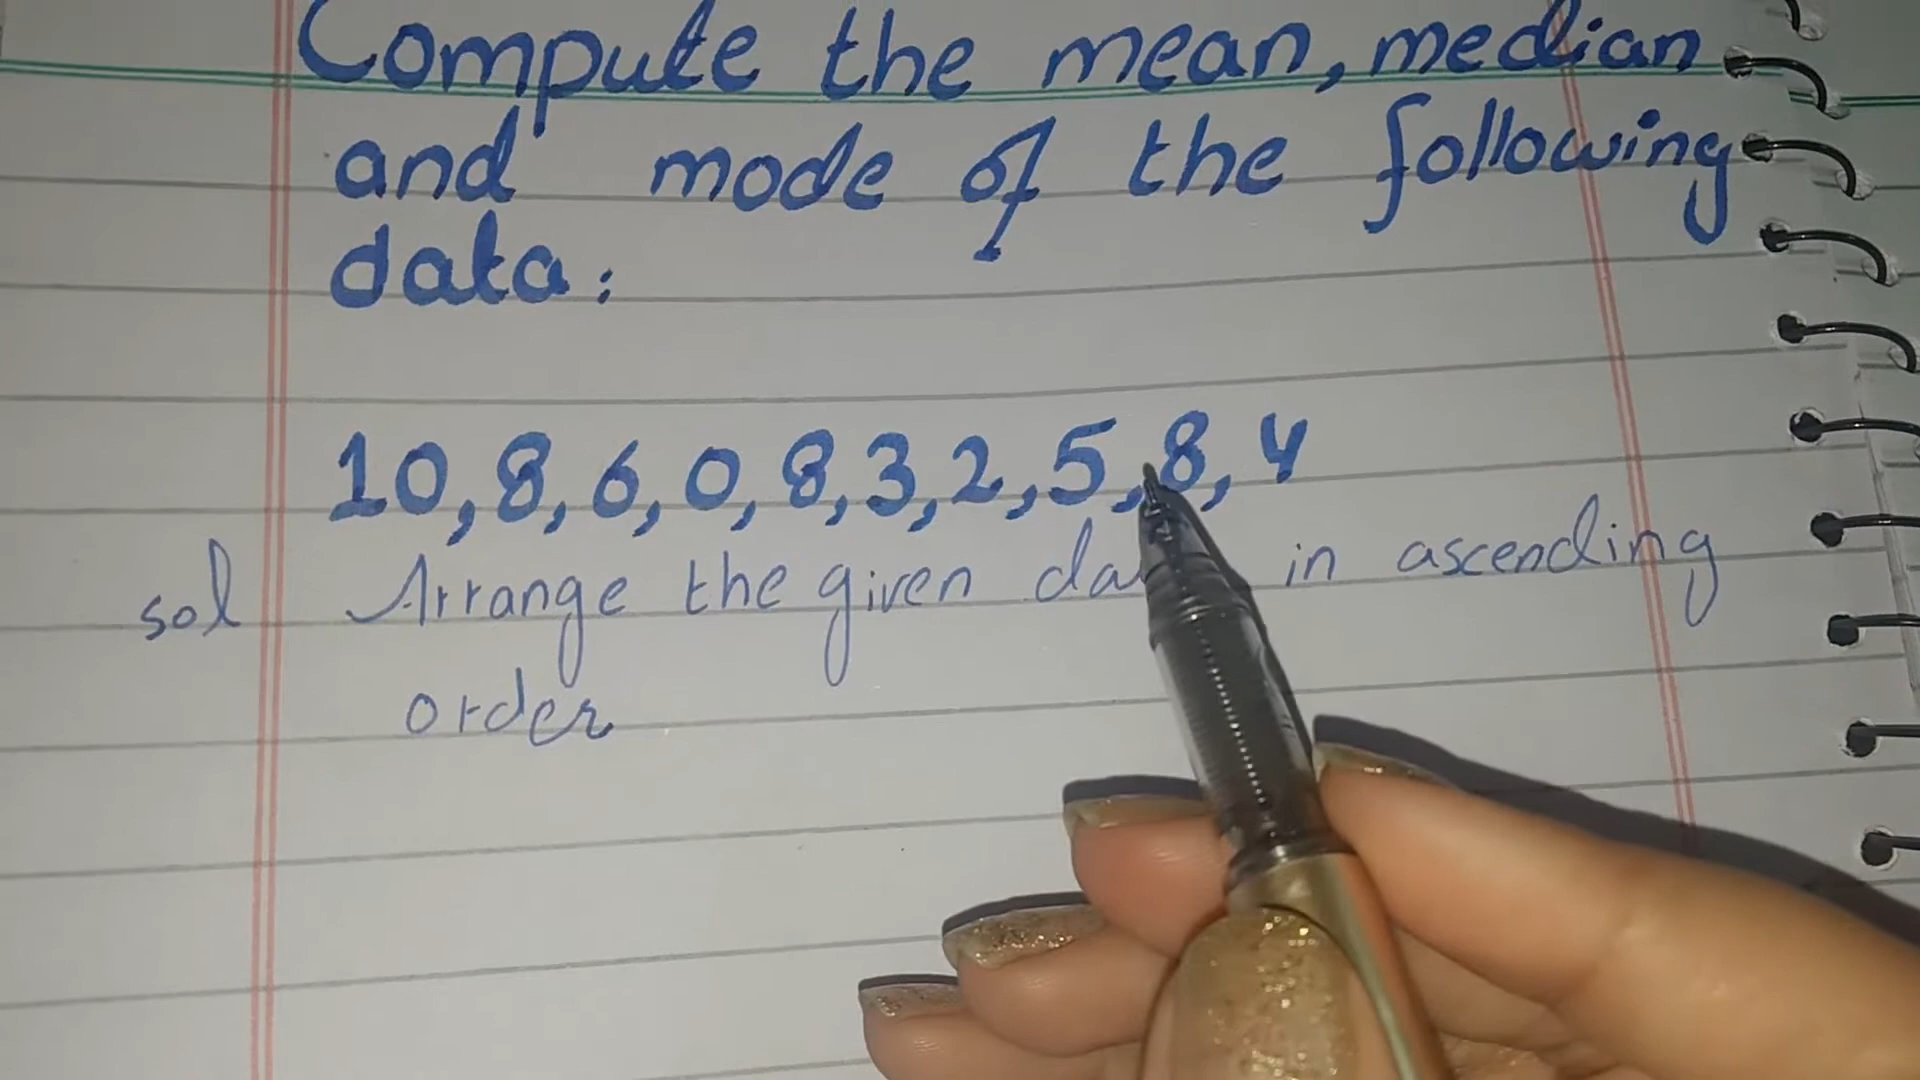 Compute the mean, median
and mode of the following
data:
10,8,6,0,8,3,2,5,8,4
sol Arrange the given in ascending
order